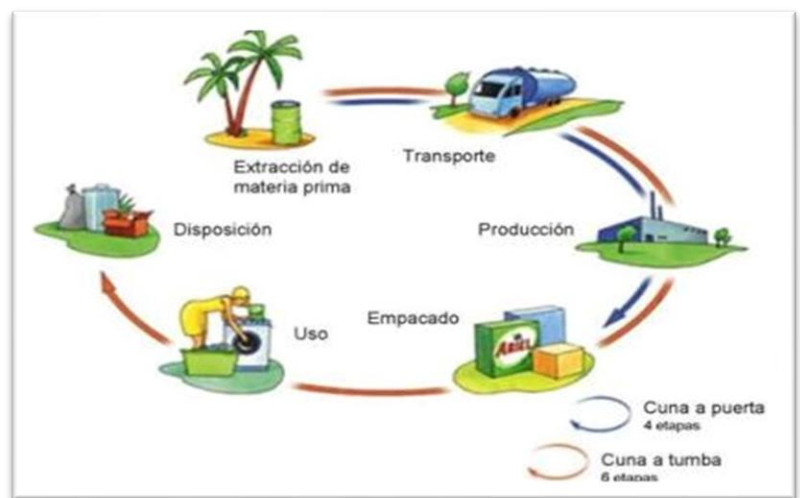 Extracción de
materia prima
Transporte
Disposición
Producción
Empacado
ARIEL
Uso
Cuna a puerta
4 etapas
Cuna a tumba
6 etapas